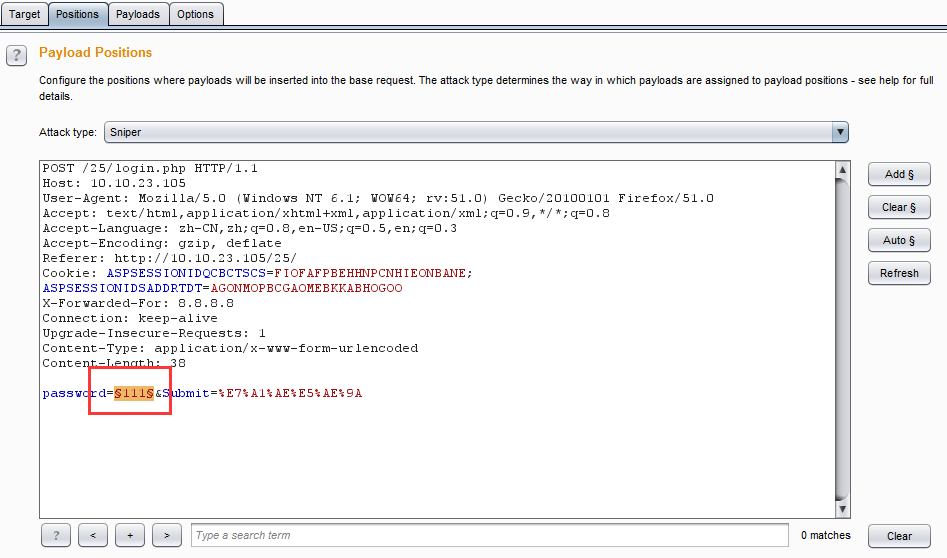 Target Positions Payloads Options
? Payload Positions
Configure the positions where payloads will be inserted into the base request. The attack type determines the way in which payloads are assigned to payload positions - see help for full
details.
Attack type: Sniper
POST /25/login.php HTTP/1.1
Host: 10.10.23.105
User-Agent: Mozilla/5.0 (Windows NT 6.1; WOW64; rv:51.0) Gecko/20100101 Firefox/51.0
Accept: text/html,application/xhtml+xml,application/xml;q=0.9,*/*;q=0.8
Accept-Language: zh-CN,zh;q=0.8,en-US;q=0.5,en;q=0.3
Accept-Encoding: gzip, deflate
Referer: http://10.10.23.105/25/
Cookie: ASPSESSIONIDQCBCTSCS=FIOFAFPBEHHNPCNHIEONBANE;
ASPSESSIONIDSADDRTDT=AGONMOPBCGAOMEBKKABHOGOO
X-Forwarded-For: 8.8.8.8
Connection: keep-alive
Upgrade-Insecure-Requests: 1
Content-Type: application/x-www-form-urlencoded
Content-Length: 38
password=§111§&Submit=%E7%A1%AE%E5%AE%9A
Add §
Clear §
Auto §
Refresh
? < + > Type a search term 0 matches Clear